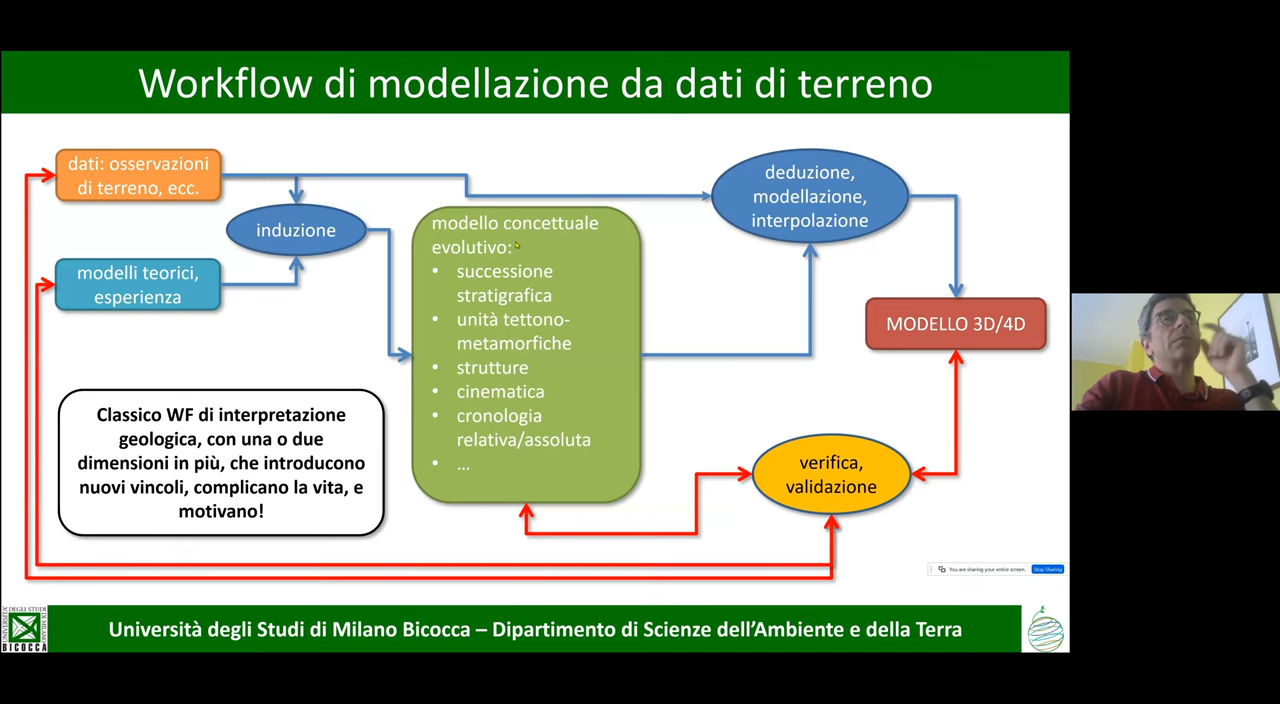 Workflow di modellazione da dati di terreno
dati: osservazioni
di terreno, ecc.
induzione
modelli teorici,
esperienza
modello concettuale
evolutivo:
• successione
stratigrafica
• unità tettono-
metamorfiche
• strutture
• cinematica
• cronologia
relativa/assoluta
• ...
deduzione,
modellazione,
interpolazione
MODELLO 3D/4D
verifica,
validazione
Classico WF di interpretazione
geologica, con una o due
dimensioni in più, che introducono
nuovi vincoli, complicano la vita, e
motivano!
You are sharing your entire screen.
Stop Sharing
BICOCCA
Università degli Studi di Milano Bicocca – Dipartimento di Scienze dell'Ambiente e della Terra